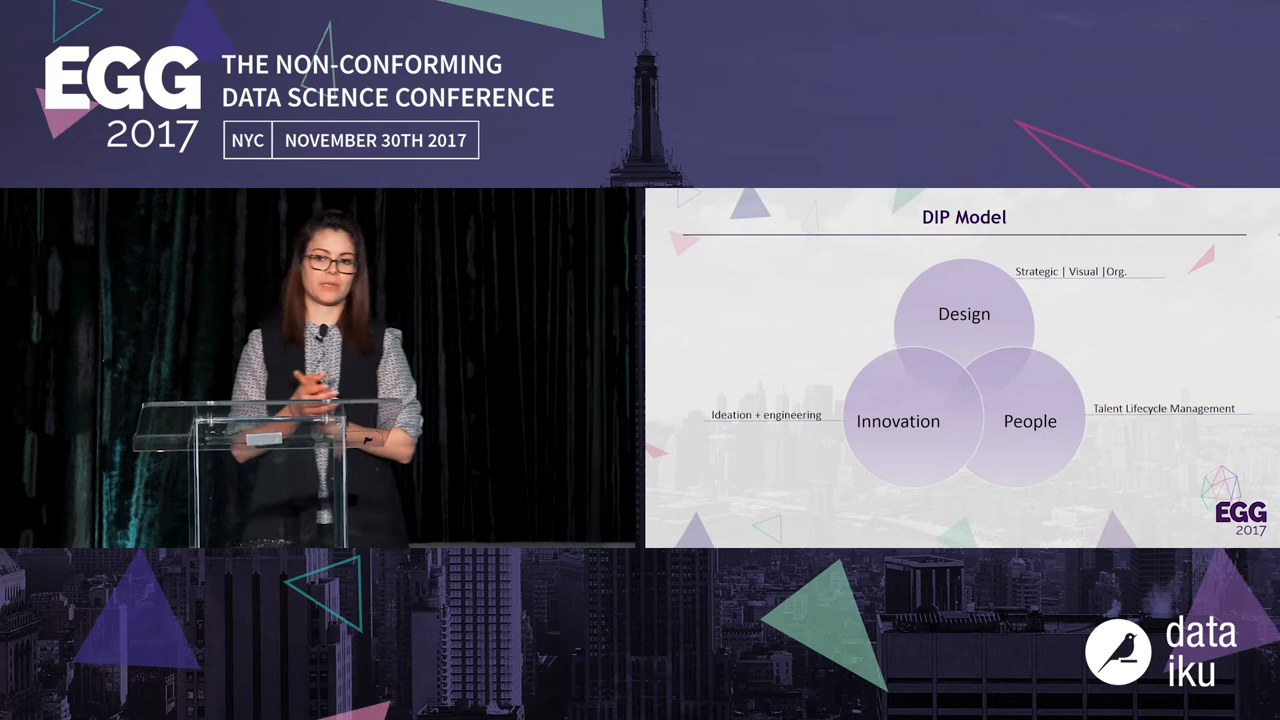 EGG
2017
THE NON-CONFORMING
DATA SCIENCE CONFERENCE
NYC
NOVEMBER 30TH 2017
DIP Model
Strategic | Visual |Org.
Design
Ideation + engineering
Innovation
People
Talent Lifecycle Management
EGG
2017
data
iku